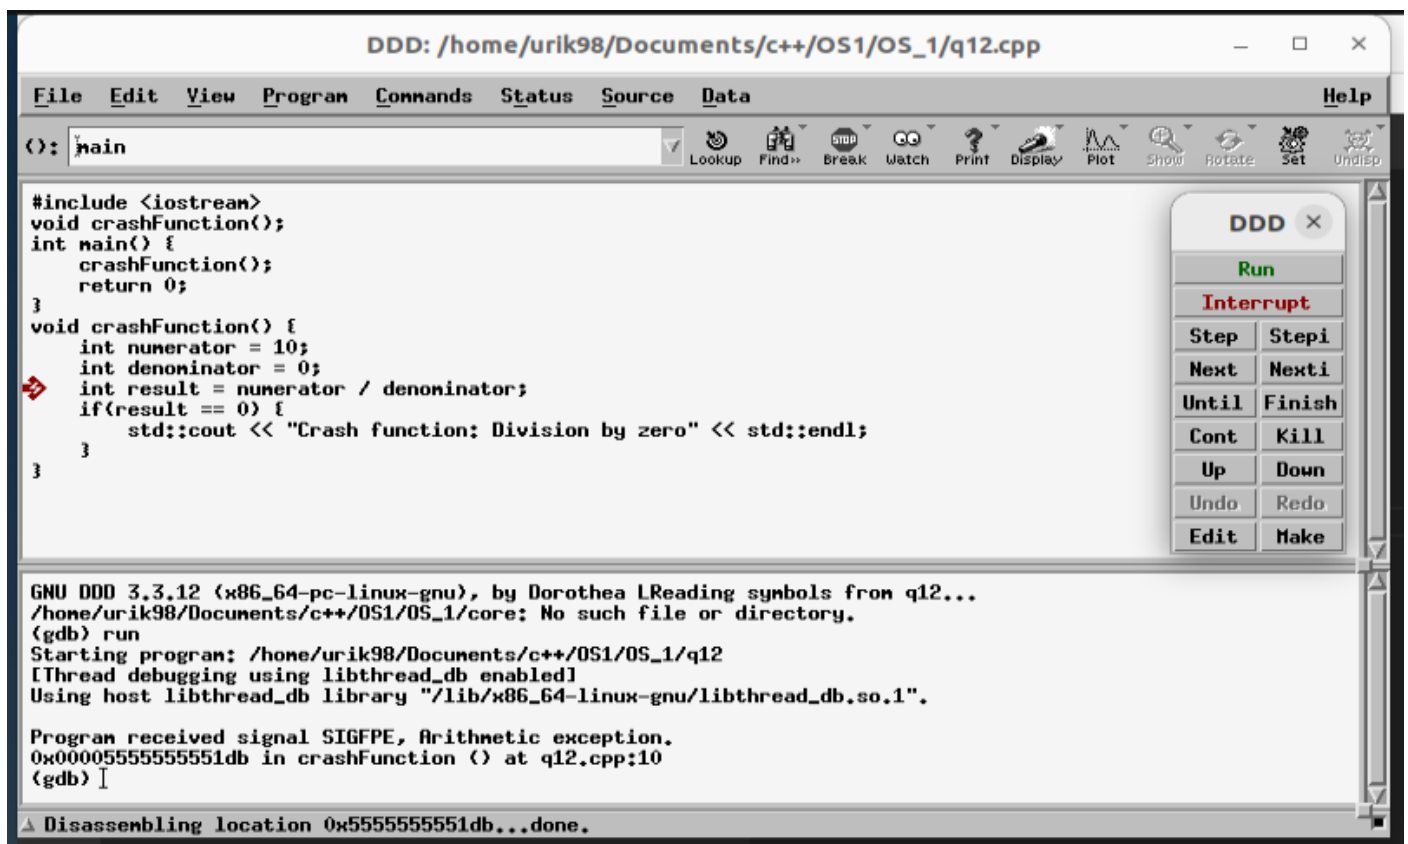 DDD: /home/urik98/Documents/c++/OS1/OS_1/q12.cpp
File Edit View Program Commands Status Source Data Help
(): main
Lookup Find» Break Watch Print Display Plot Show Rotate Set Undisp
STOP
#include <iostream>
void crashFunction();
int main() {
    crashFunction();
    return 0;
}
void crashFunction() {
    int numerator = 10;
    int denominator = 0;
    int result = numerator / denominator;
    if(result == 0) {
        std::cout << "Crash function: Division by zero" << std::endl;
    }
}
DDD
Run
Interrupt
Step Stepi
Next Nexti
Until Finish
Cont Kill
Up Down
Undo Redo
Edit Make
GNU DDD 3.3.12 (x86_64-pc-linux-gnu), by Dorothea LReading symbols from q12...
/home/urik98/Documents/c++/OS1/OS_1/core: No such file or directory.
(gdb) run
Starting program: /home/urik98/Documents/c++/OS1/OS_1/q12
[Thread debugging using libthread_db enabled]
Using host libthread_db library "/lib/x86_64-linux-gnu/libthread_db.so.1".
Program received signal SIGFPE, Arithmetic exception.
0x00005555555551db in crashFunction () at q12.cpp:10
(gdb)
Disassembling location 0x5555555551db...done.